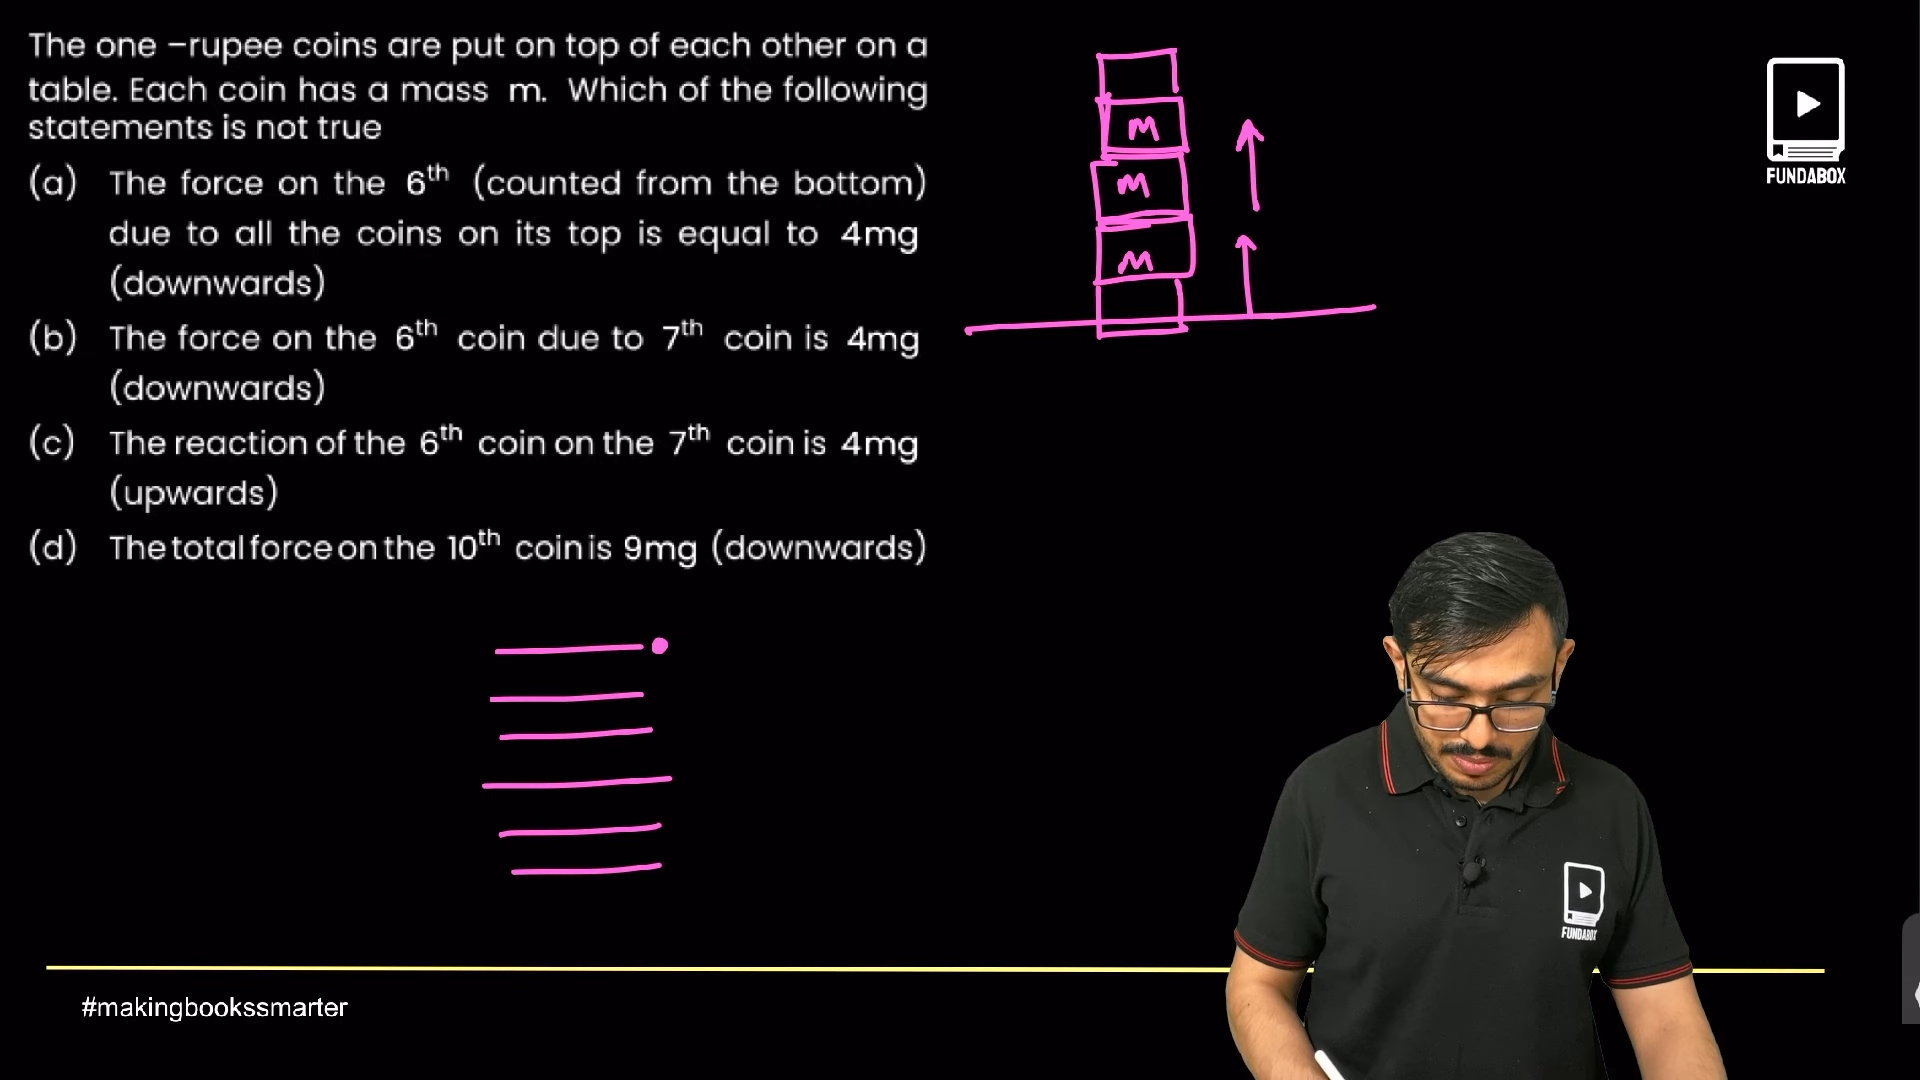 The one –rupee coins are put on top of each other on a
table. Each coin has a mass m. Which of the following
statements is not true
(a) The force on the 6th (counted from the bottom)
due to all the coins on its top is equal to 4mg
(downwards)
(b) The force on the 6th coin due to 7th coin is 4mg
(downwards)
(c) The reaction of the 6th coin on the 7th coin is 4mg
(upwards)
(d) The total force on the 10th coin is 9mg (downwards)
M
M
M
FUNDABOX
FUNDABOX
#makingbookssmarter